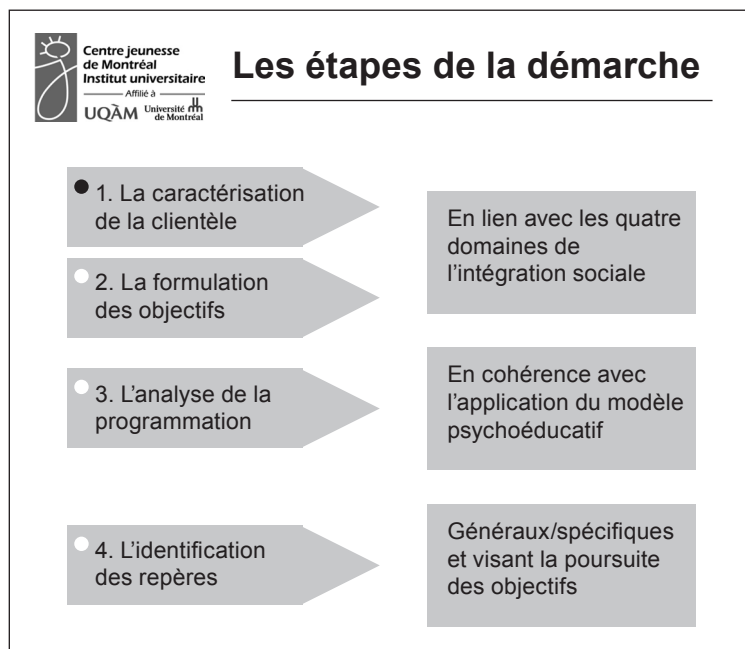 Centre jeunesse
de Montréal
Institut universitaire
Affilié à
UQÀM Université
de Montréal
Les étapes de la démarche
1. La caractérisation
de la clientèle
2. La formulation
des objectifs
En lien avec les quatre
domaines de
l’intégration sociale
3. L’analyse de la
programmation
En cohérence avec
l’application du modèle
psychoéducatif
4. L’identification
des repères
Généraux/spécifiques
et visant la poursuite
des objectifs